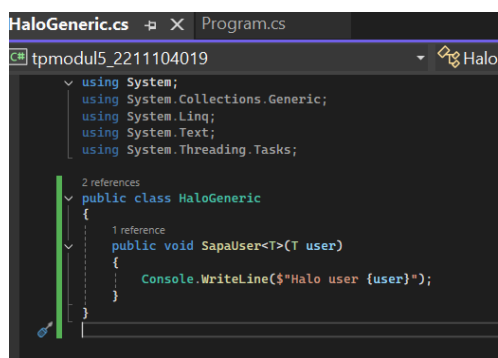 HaloGeneric.cs Program.cs
C# tpmodul5_2211104019 Halo
using System;
using System.Collections.Generic;
using System.Linq;
using System.Text;
using System.Threading.Tasks;
2 references
public class HaloGeneric
{
1 reference
public void SapaUser<T>(T user)
{
Console.WriteLine($"Halo user {user}");
}
}